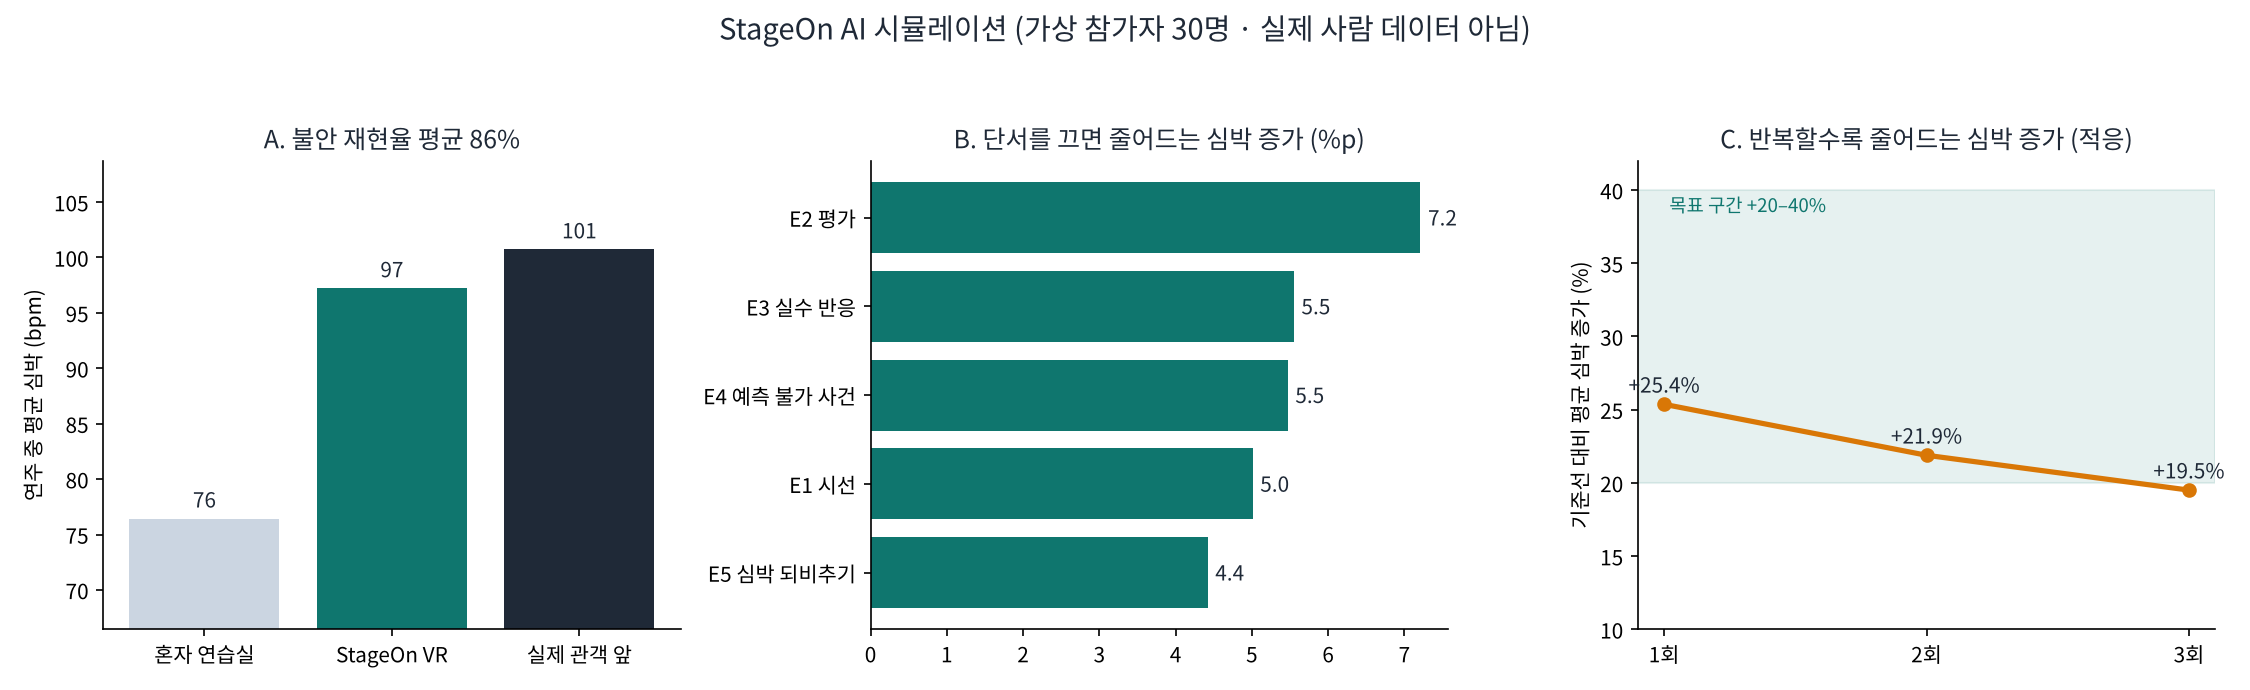 StageOn AI 시뮬레이션 (가상 참가자 30명 · 실제 사람 데이터 아님)
A. 불안 재현율 평균 86%
연주 중 평균 심박 (bpm)
105
100
95
90
85
80
75
70
76
97
101
혼자 연습실
StageOn VR
실제 관객 앞
B. 단서를 끄면 줄어드는 심박 증가 (%p)
E2 평가
7.2
E3 실수 반응
5.5
E4 예측 불가 사건
5.5
E1 시선
5.0
E5 심박 되비추기
4.4
0 1 2 3 4 5 6 7
C. 반복할수록 줄어드는 심박 증가 (적응)
기준선 대비 평균 심박 증가 (%)
40
35
30
25
20
15
10
목표 구간 +20–40%
+25.4%
+21.9%
+19.5%
1회
2회
3회